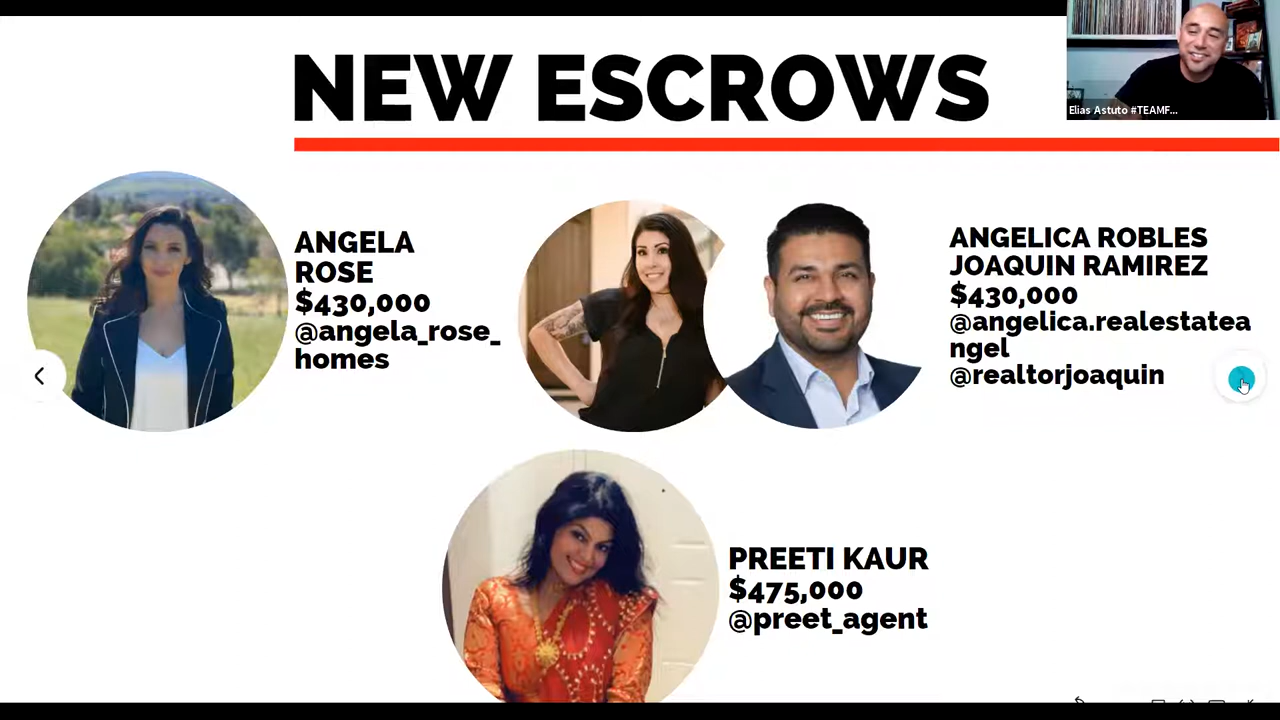 NEW ESCROWS
Elias Astuto #TEAMF...
ANGELA
ROSE
$430,000
@angela_rose_
homes
ANGELICA ROBLES
JOAQUIN RAMIREZ
$430,000
@angelica.realestatea
ngel
@realtorjoaquin
PREETI KAUR
$475,000
@preet_agent